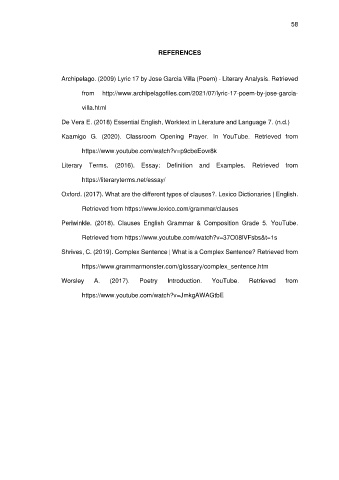 58
REFERENCES
Archipelago. (2009) Lyric 17 by Jose Garcia Villa (Poem) - Literary Analysis. Retrieved
from http://www.archipelagofiles.com/2021/07/lyric-17-poem-by-jose-garcia-
villa.html
De Vera E. (2018) Essential English, Worktext in Literature and Language 7. (n.d.)
Kaamigo G. (2020). Classroom Opening Prayer. In YouTube. Retrieved from
https://www.youtube.com/watch?v=p9cbdEovr8k
Literary Terms. (2016). Essay: Definition and Examples. Retrieved from
https://literaryterms.net/essay/
Oxford. (2017). What are the different types of clauses?. Lexico Dictionaries | English.
Retrieved from https://www.lexico.com/grammar/clauses
Periwinkle. (2018). Clauses English Grammar & Composition Grade 5. YouTube.
Retrieved from https://www.youtube.com/watch?v=37Ct08IVFsbs&t=1s
Shrives, C. (2019). Complex Sentence | What is a Complex Sentence? Retrieved from
https://www.grammarmonster.com/glossary/complex_sentence.htm
Worsley A. (2017). Poetry Introduction. YouTube. Retrieved from
https://www.youtube.com/watch?v=JmkgAWAGtbE